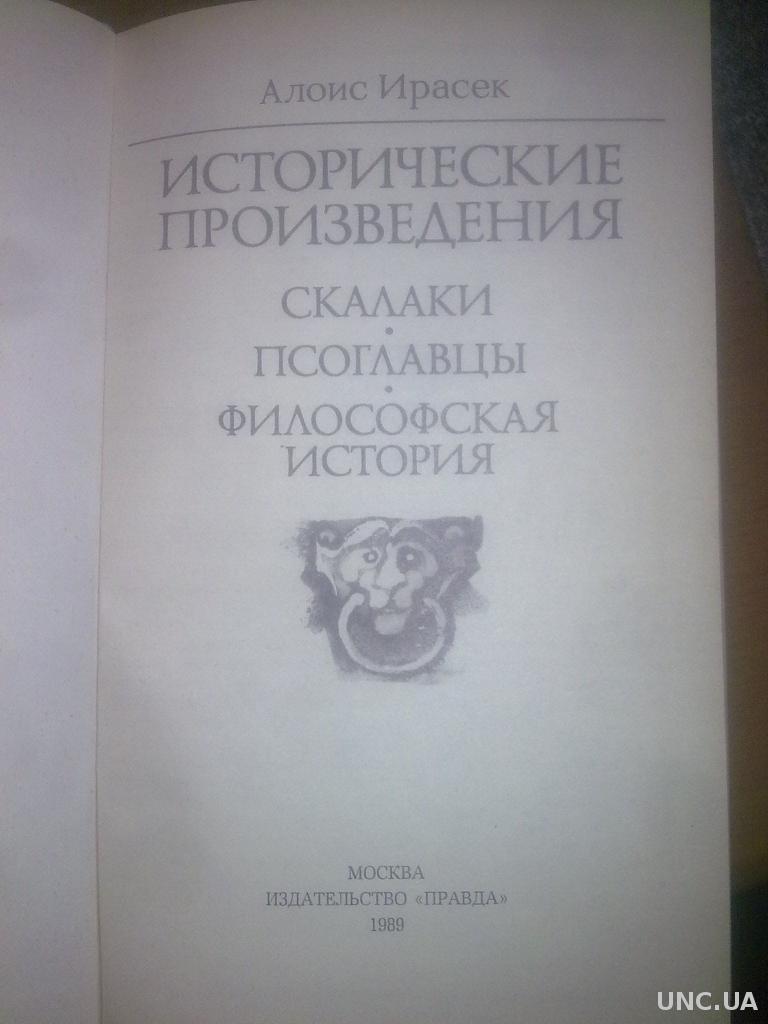 Алоис Ирасек
ИСТОРИЧЕСКИЕ
ПРОИЗВЕДЕНИЯ
СКАЛАКИ
•
ПСОГЛАВЦЫ
•
ФИЛОСОФСКАЯ
ИСТОРИЯ
МОСКВА
ИЗДАТЕЛЬСТВО «ПРАВДА»
1989
UNC.UA